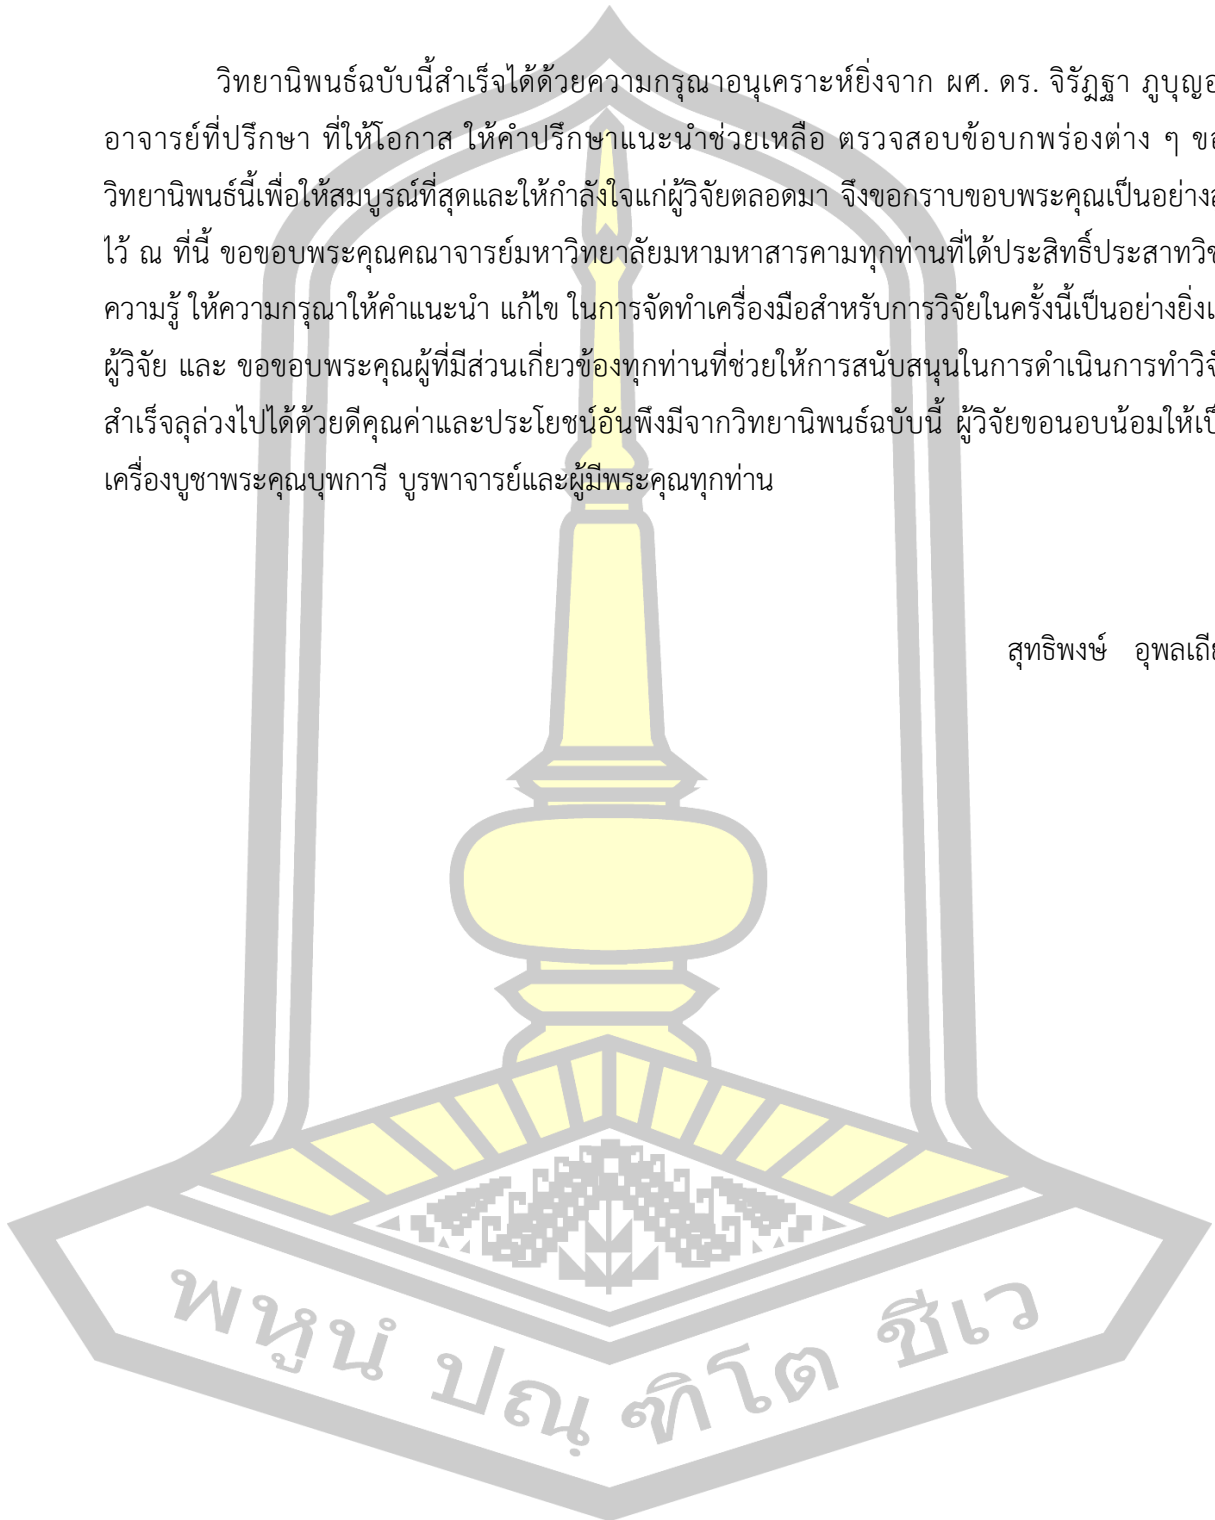 วิทยานิพนธ์ฉบับนี้สำเร็จได้ด้วยความกรุณาอนุเคราะห์ยิ่งจาก ผศ. ดร. จิรัฎฐา
อาจารย์ที่ปรึกษา ที่ให้โอกาส ให้คำปรึกษาแนะนำช่วยเหลือ ตรวจสอบข้อบกพร่องต่าง ๆ
วิทยานิพนธ์นี้เพื่อให้สมบูรณ์ที่สุดและให้กำลังใจแก่ผู้วิจัยตลอดมา จึงขอกราบขอบพระคุณเป็นอย่าง
ไว้ ณ ที่นี้ ขอขอบพระคุณคณาจารย์มหาวิทยาลัยมหามหาสารคามทุกท่านที่ได้ประสิทธิ์ประสาท
ความรู้ ให้ความกรุณาให้คำแนะนำ แก้ไข ในการจัดทำเครื่องมือสำหรับการวิจัยในครั้งนี้เป็นอย่างยิ่ง
ผู้วิจัย และ ขอขอบพระคุณผู้ที่มีส่วนเกี่ยวข้องทุกท่านที่ช่วยให้การสนับสนุนในการดำเนินการทำ
สำเร็จลุล่วงไปได้ด้วยดีคุณค่าและประโยชน์อันพึงมีจากวิทยานิพนธ์ฉบับนี้ ผู้วิจัยขอนอบน้อมให้
เครื่องบูชาพระคุณบุพการี บูรพาจารย์และผู้มีพระคุณทุกท่าน
สุทธิพงษ์
พหูนํ ปณฺ ฑิโต ชีเว